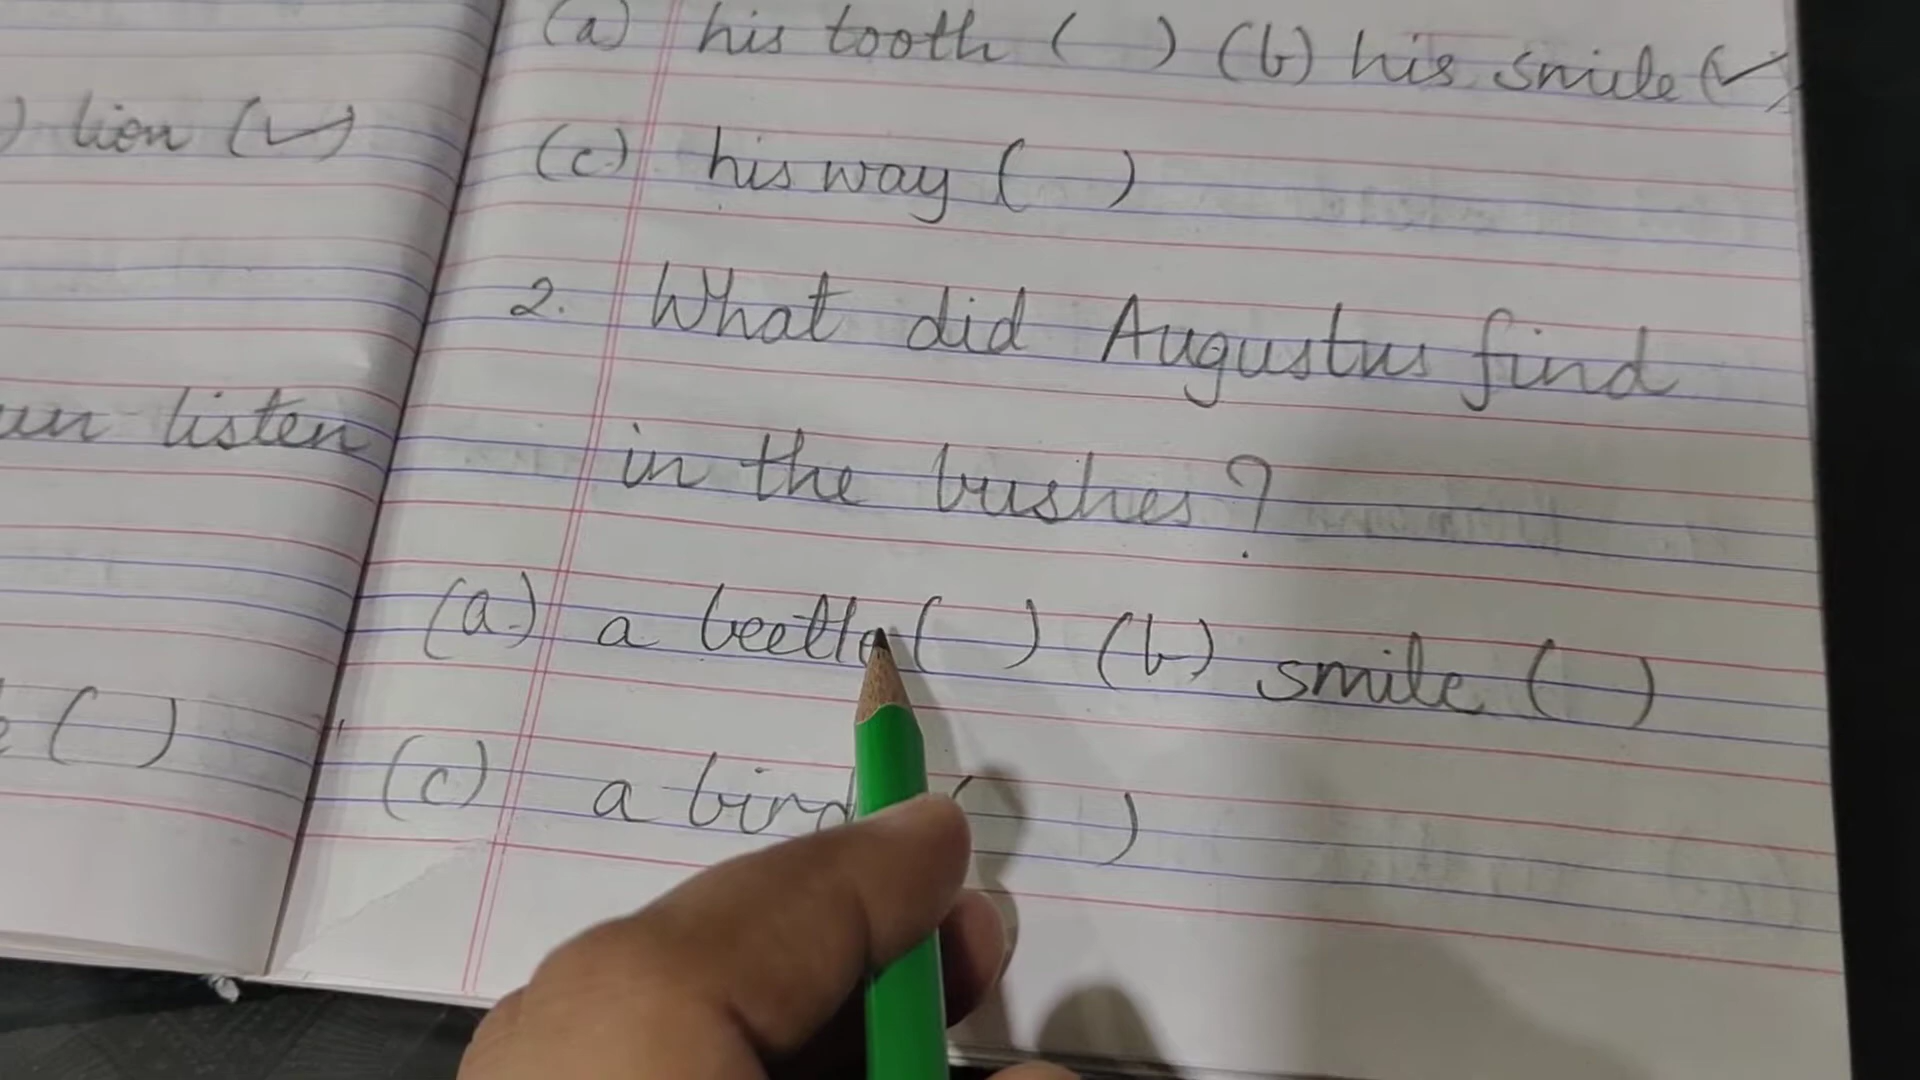 ) lion (✓)
listen
( )
(a) his tooth ( ) (b) his smile (✓)
(c) his way ( )
2. What did Augustus find
in the bushes?
(a) a beetle ( ) (b) smile ( )
(c) a bird ( )